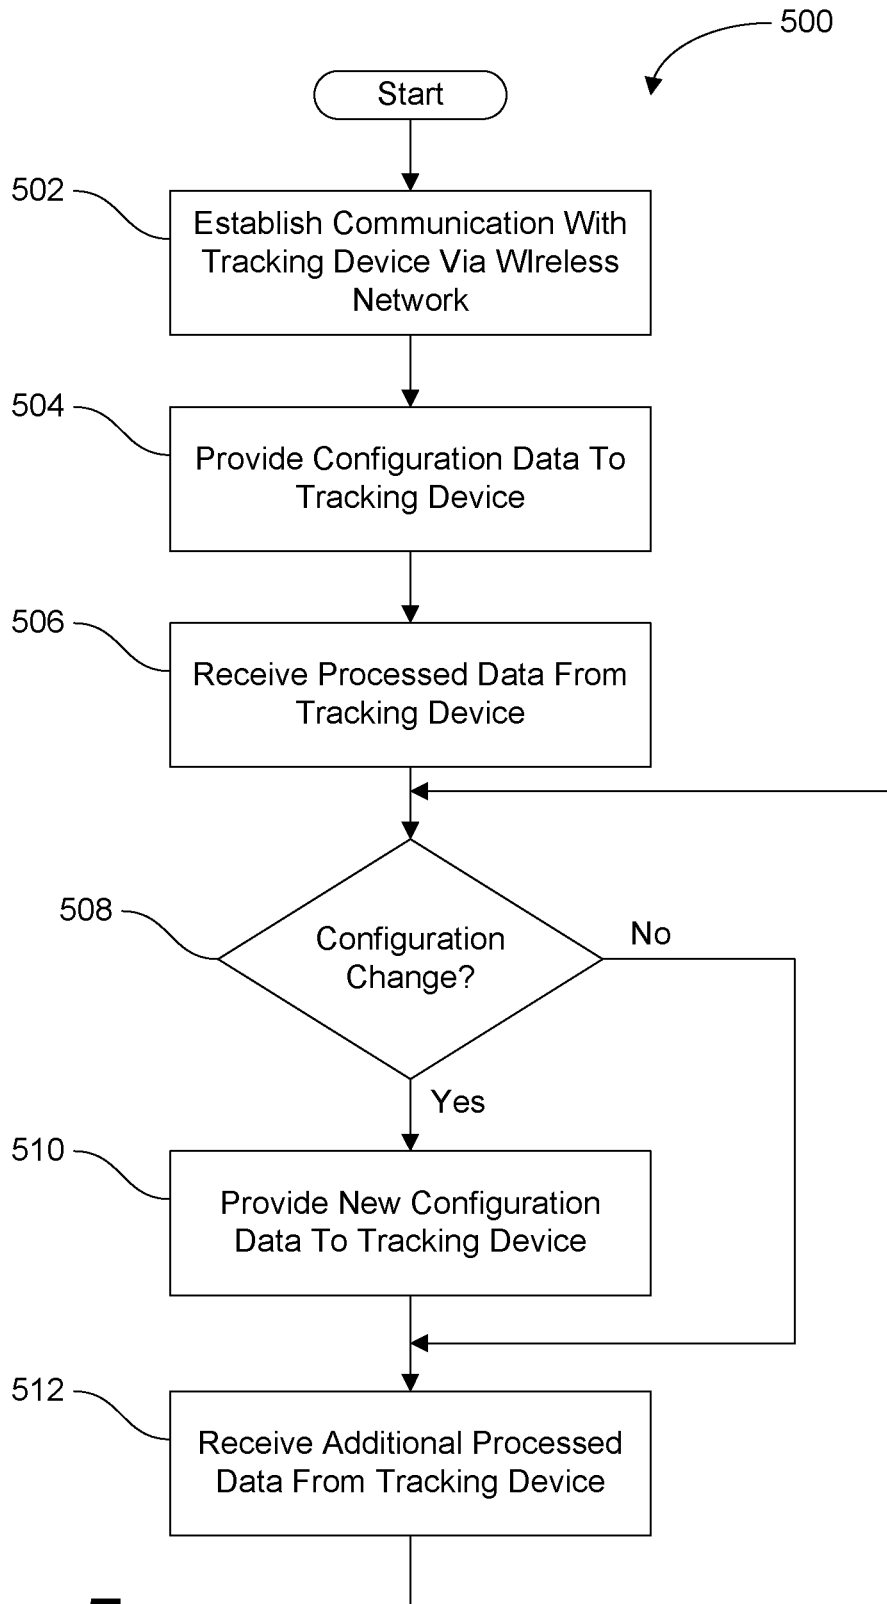 500
Start
502
Establish Communication With
Tracking Device Via WIreless
Network
504
Provide Configuration Data To
Tracking Device
506
Receive Processed Data From
Tracking Device
508
Configuration
Change?
No
Yes
510
Provide New Configuration
Data To Tracking Device
512
Receive Additional Processed
Data From Tracking Device